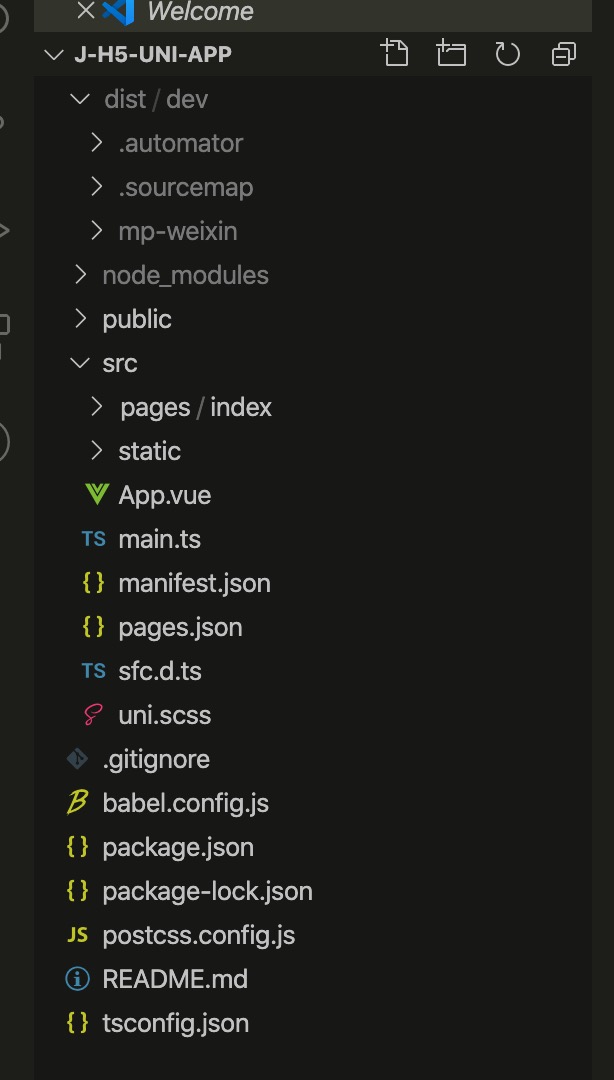 Welcome
J-H5-UNI-APP
dist / dev
.automator
.sourcemap
mp-weixin
node_modules
public
src
pages / index
static
App.vue
TS main.ts
{} manifest.json
{} pages.json
TS sfc.d.ts
uni.scss
.gitignore
babel.config.js
{} package.json
{} package-lock.json
JS postcss.config.js
README.md
{} tsconfig.json